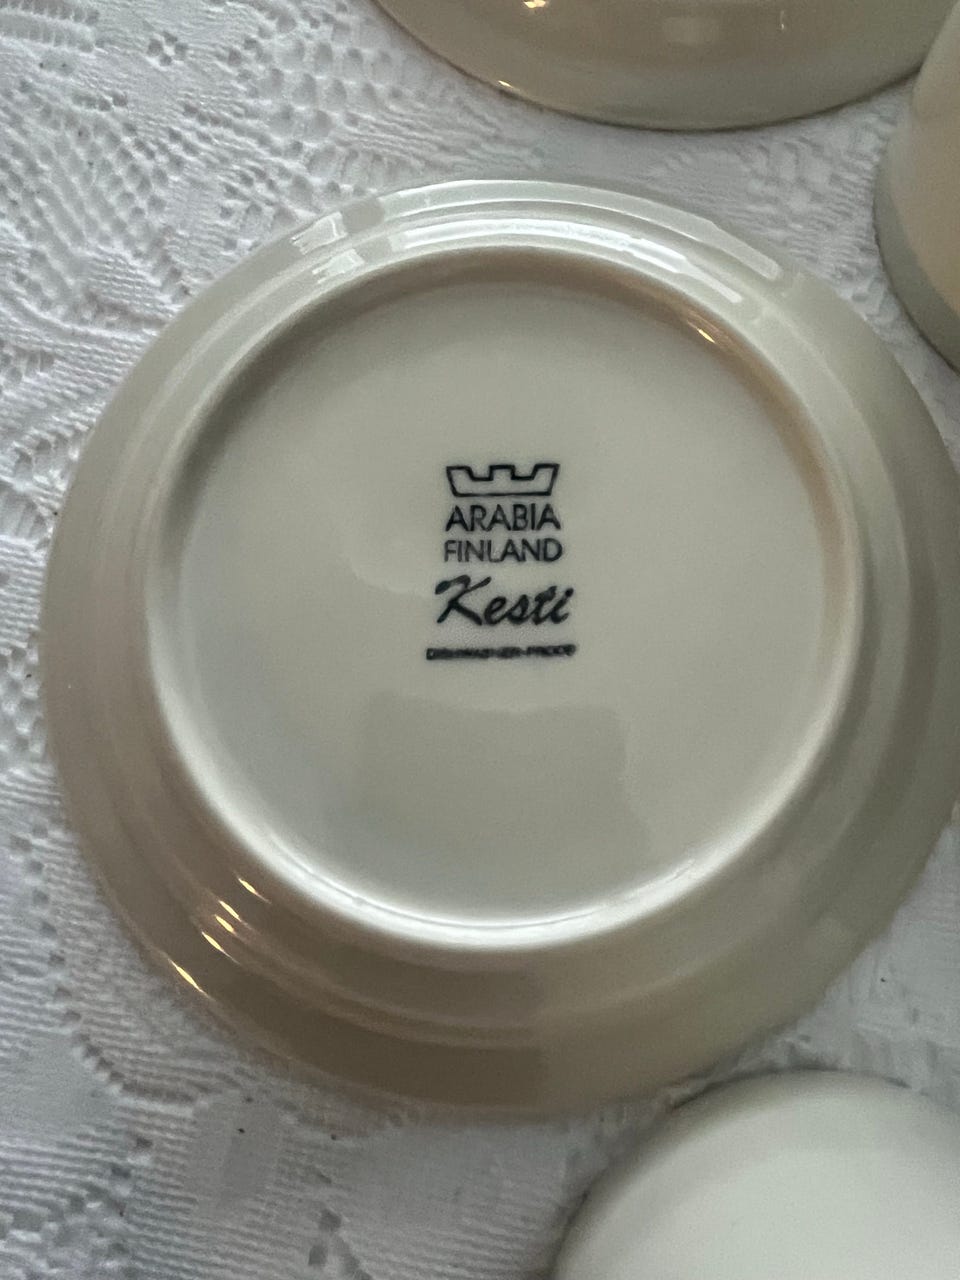 ARABIA
FINLAND
Kesti
DISHWASHER-PROOF